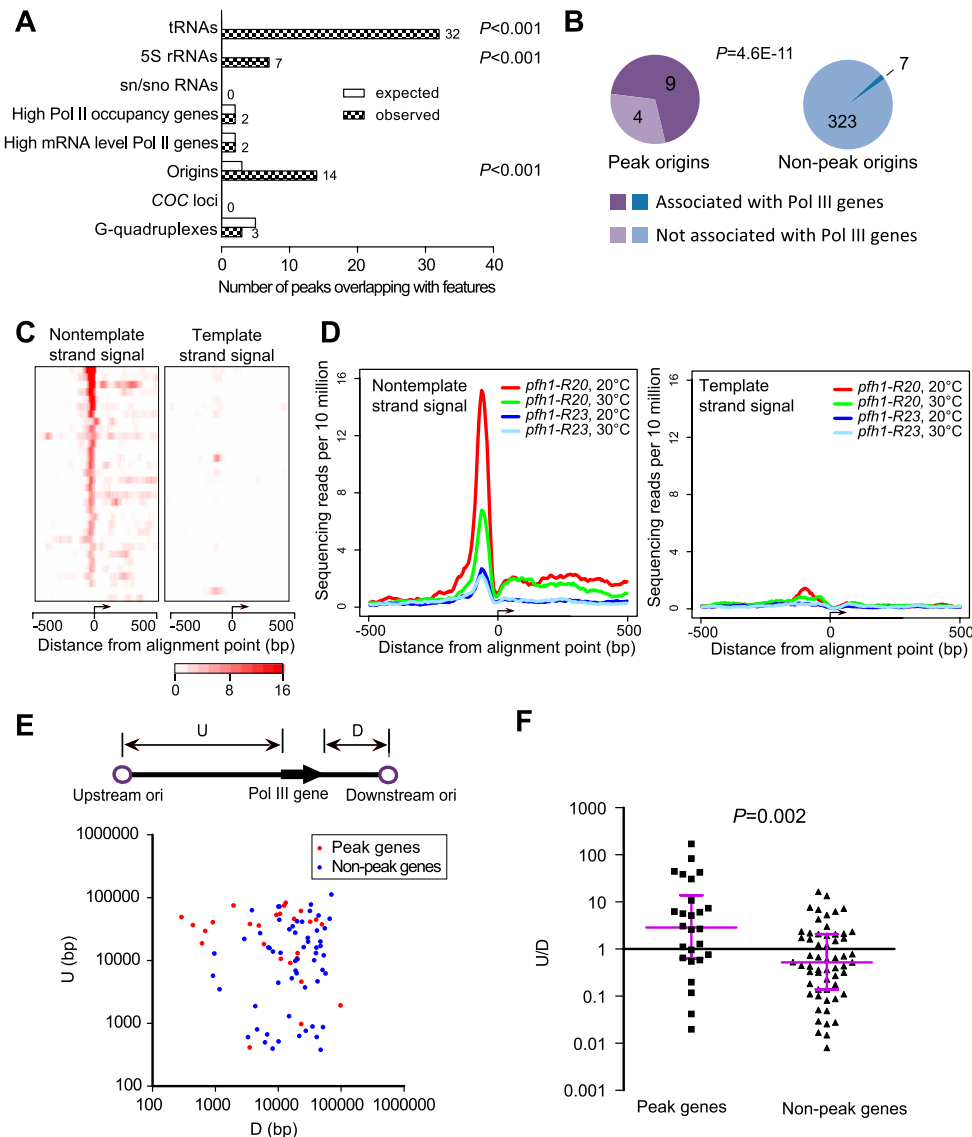 A
tRNAs
32
P<0.001
5S rRNAs
7
P<0.001
sn/sno RNAs
0
High Pol II occupancy genes
2
High mRNA level Pol II genes
2
Origins
14
P<0.001
COC loci
0
G-quadruplexes
3
expected
observed
0 10 20 30 40
Number of peaks overlapping with features
B
P=4.6E-11
9
4
7
323
Peak origins
Non-peak origins
Associated with Pol III genes
Not associated with Pol III genes
C
Nontemplate
strand signal
Template
strand signal
-500 0 500
-500 0 500
Distance from alignment point (bp)
0 8 16
D
Sequencing reads per 10 million
16
12
8
4
0
Nontemplate
strand signal
pfh1-R20, 20°C
pfh1-R20, 30°C
pfh1-R23, 20°C
pfh1-R23, 30°C
-500 0 500
Distance from alignment point (bp)
Sequencing reads per 10 million
16
12
8
4
0
Template
strand signal
pfh1-R20, 20°C
pfh1-R20, 30°C
pfh1-R23, 20°C
pfh1-R23, 30°C
-500 0 500
Distance from alignment point (bp)
E
U
D
Upstream ori
Pol III gene
Downstream ori
U (bp)
1000000
100000
10000
1000
100
Peak genes
Non-peak genes
100 1000 10000 100000 1000000
D (bp)
F
P=0.002
U/D
1000
100
10
1
0.1
0.01
0.001
Peak genes
Non-peak genes